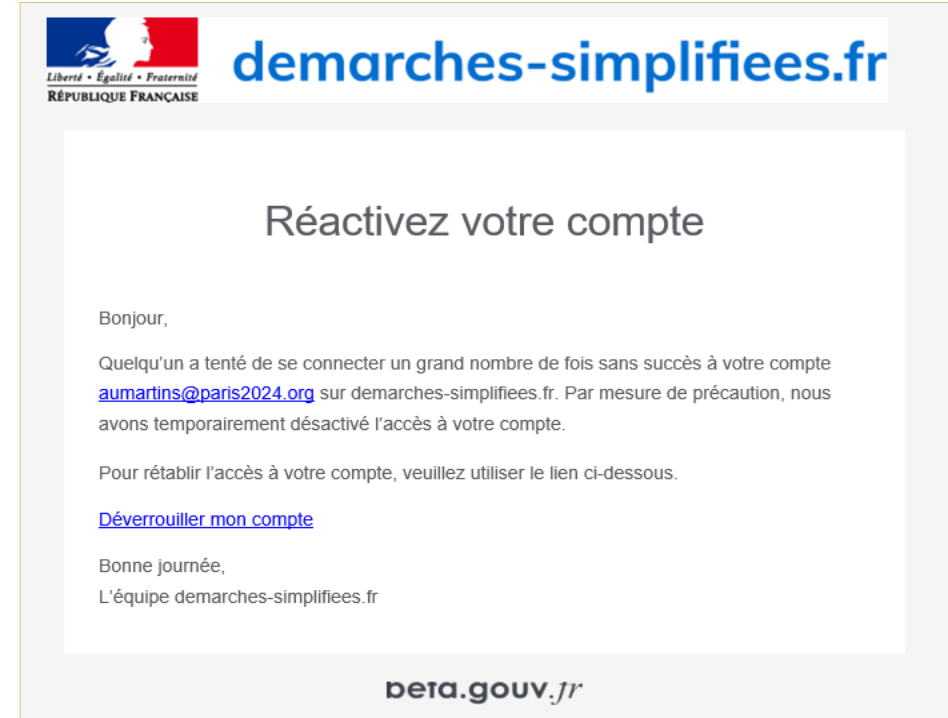 Liberté • Égalité • Fraternité
RÉPUBLIQUE FRANÇAISE
demarches-simplifiees.fr
Réactivez votre compte
Bonjour,
Quelqu’un a tenté de se connecter un grand nombre de fois sans succès à votre compte
aumartins@paris2024.org sur demarches-simplifiees.fr. Par mesure de précaution, nous
avons temporairement désactivé l’accès à votre compte.
Pour rétablir l’accès à votre compte, veuillez utiliser le lien ci-dessous.
Déverrouiller mon compte
Bonne journée,
L’équipe demarches-simplifiees.fr
beta.gouv.fr